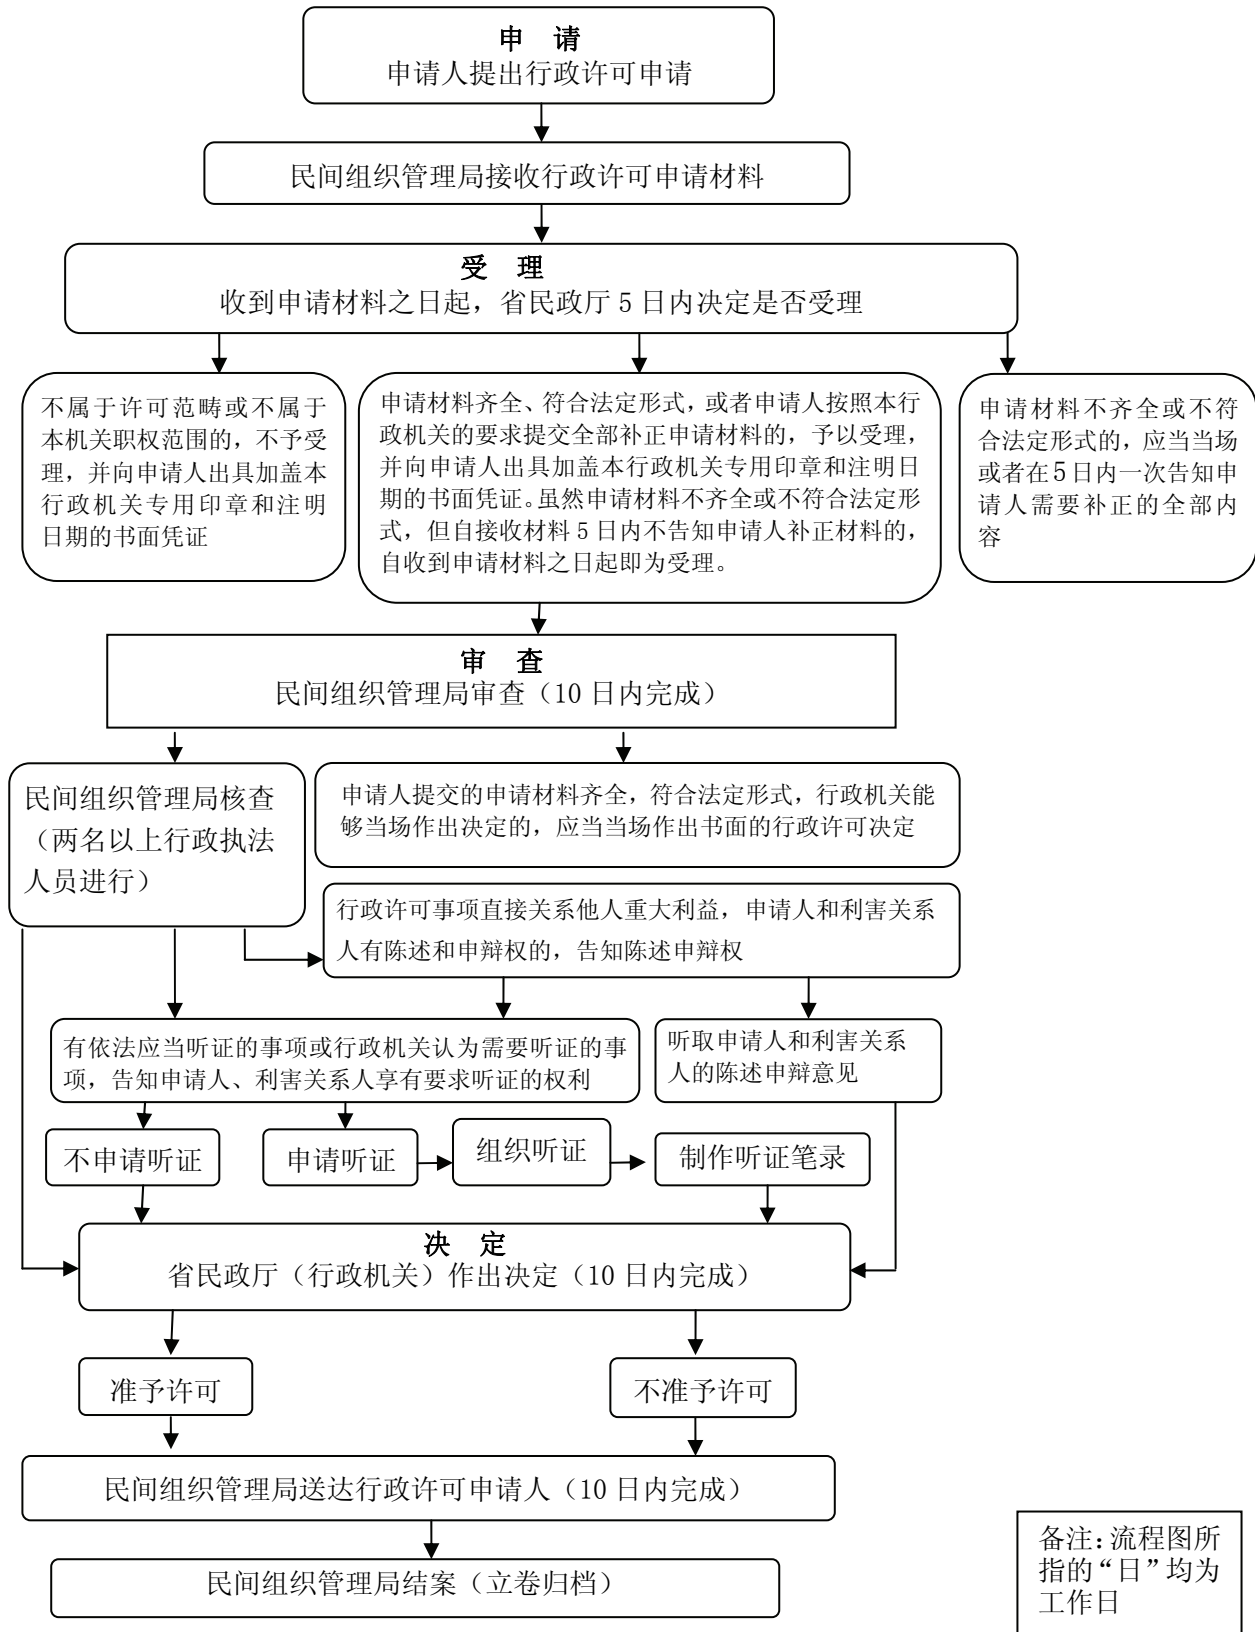 申 请
申请人提出行政许可申请
民间组织管理局接收行政许可申请材料
受 理
收到申请材料之日起，省民政厅 5 日内决定是否受理
不属于许可范畴或不属于
本机关职权范围的，不予受
理，并向申请人出具加盖本
行政机关专用印章和注明
日期的书面凭证
申请材料齐全、符合法定形式，或者申请人按照本行
政机关的要求提交全部补正申请材料的，予以受理，
并向申请人出具加盖本行政机关专用印章和注明日
期的书面凭证。虽然申请材料不齐全或不符合法定形
式，但自接收材料 5 日内不告知申请人补正材料的，
自收到申请材料之日起即为受理。
申请材料不齐全或不符
合法定形式的，应当当场
或者在 5 日内一次告知申
请人需要补正的全部内
容
审 查
民间组织管理局审查（10 日内完成）
民间组织管理局核查
（两名以上行政执法
人员进行）
申请人提交的申请材料齐全，符合法定形式，行政机关能
够当场作出决定的，应当当场作出书面的行政许可决定
行政许可事项直接关系他人重大利益，申请人和利害关系
人有陈述和申辩权的，告知陈述申辩权
有依法应当听证的事项或行政机关认为需要听证的事
项，告知申请人、利害关系人享有要求听证的权利
听取申请人和利害关系
人的陈述申辩意见
不申请听证
申请听证
组织听证
制作听证笔录
决 定
省民政厅（行政机关）作出决定（10 日内完成）
准予许可
不准予许可
民间组织管理局送达行政许可申请人（10 日内完成）
民间组织管理局结案（立卷归档）
备注：流程图所
指的“日”均为
工作日